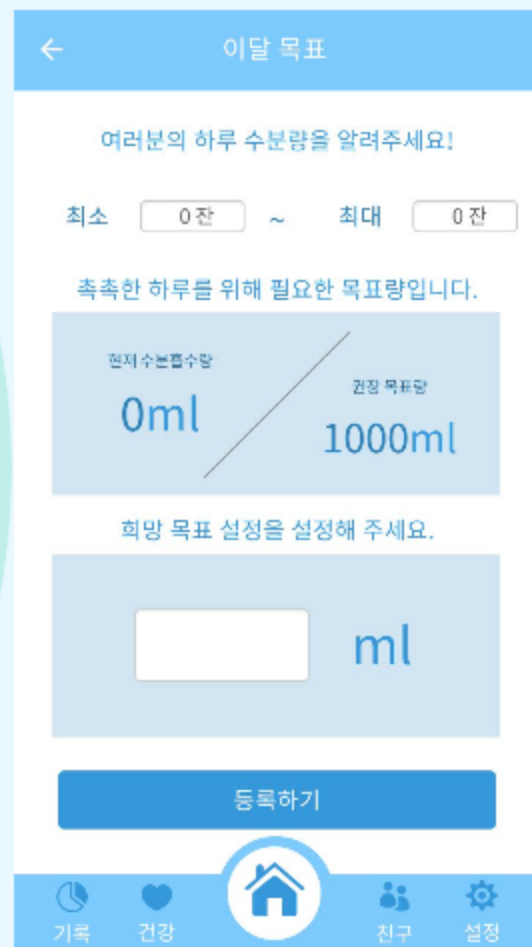 이달 목표
여러분의 하루 수분량을 알려주세요!
최소 0 잔 ~ 최대 0 잔
촉촉한 하루를 위해 필요한 목표량입니다.
현재 수분흡수량
0ml
권장 목표량
1000ml
희망 목표 설정을 설정해 주세요.
ml
등록하기
기록 건강 친구 설정